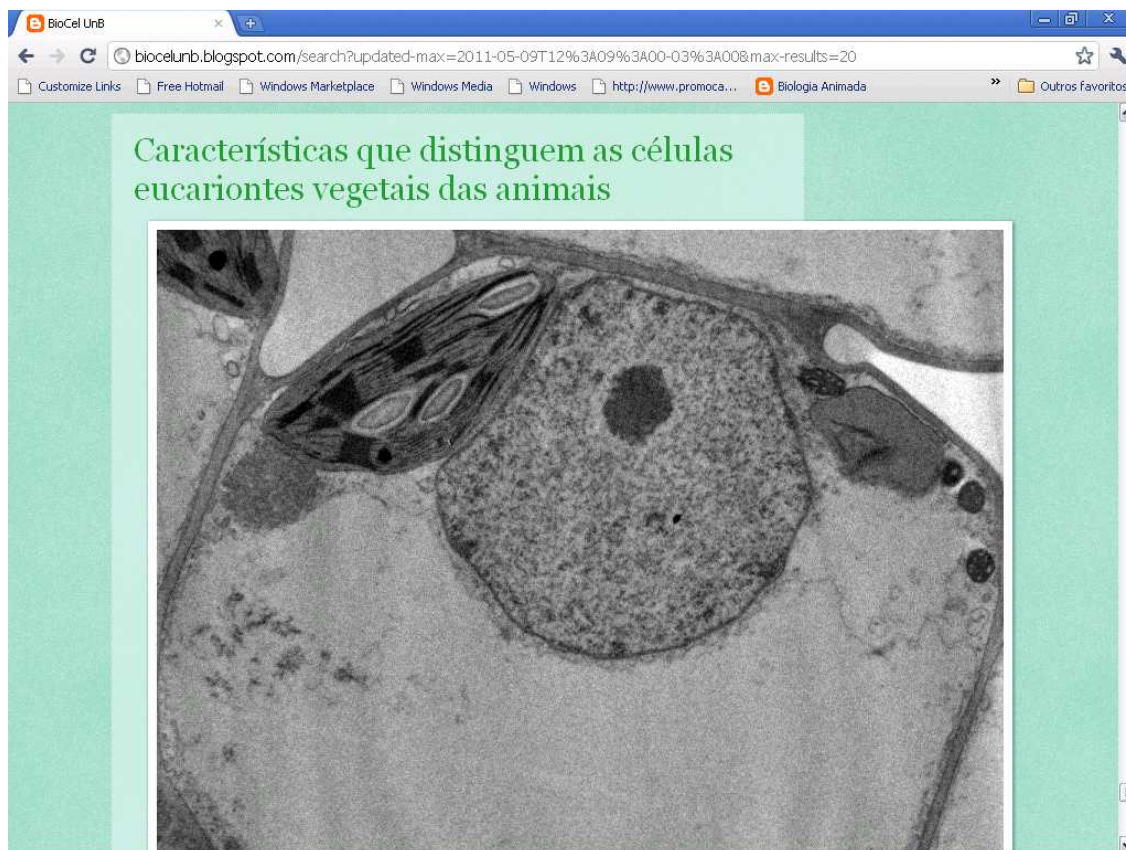 BioCel UnB
biocelunb.blogspot.com/search?updated-max=2011-05-09T12%3A09%3A00-03%3A00&max-results=20
Customize Links Free Hotmail Windows Marketplace Windows Media Windows http://www.promoca... Biologia Animada » Outros favoritos
Características que distinguem as células
eucariontes vegetais das animais